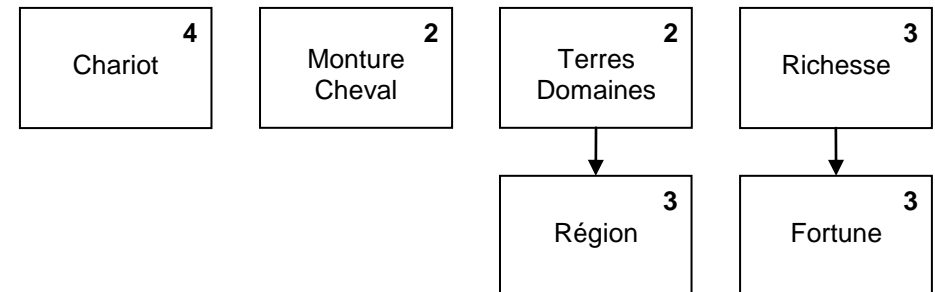 4
Chariot
2
Monture
Cheval
2
Terres
Domaines
3
Richesse
3
Région
3
Fortune